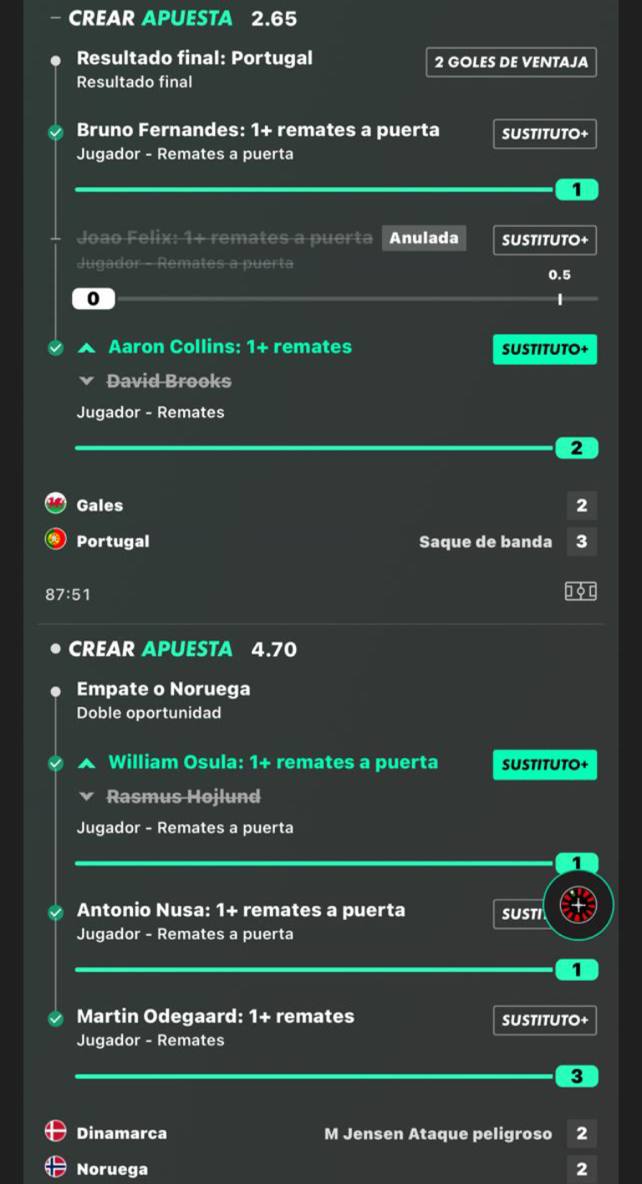 CREAR APUESTA 2.65
Resultado final: Portugal
2 GOLES DE VENTAJA
Resultado final
Bruno Fernandes: 1+ remates a puerta
SUSTITUTO+
Jugador - Remates a puerta
1
Joao Felix: 1+ remates a puerta Anulada
SUSTITUTO+
Jugador - Remates a puerta
0.5
0
Aaron Collins: 1+ remates
SUSTITUTO+
David Brooks
Jugador - Remates
2
Gales 2
Portugal Saque de banda 3
87:51
CREAR APUESTA 4.70
Empate o Noruega
Doble oportunidad
William Osula: 1+ remates a puerta
SUSTITUTO+
Rasmus Hojlund
Jugador - Remates a puerta
1
Antonio Nusa: 1+ remates a puerta
Jugador - Remates a puerta
1
Martin Odegaard: 1+ remates
SUSTITUTO+
Jugador - Remates
3
Dinamarca M Jensen Ataque peligroso 2
Noruega 2